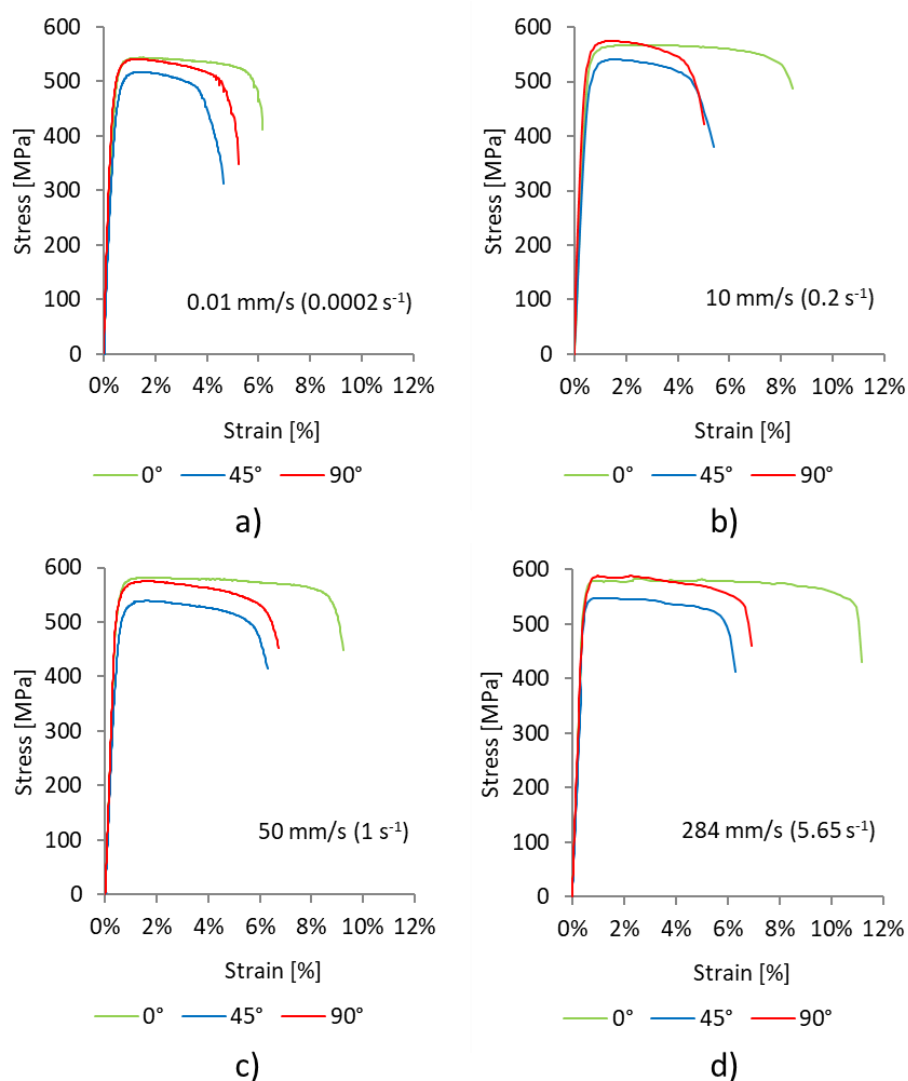 600
500
400
300
200
100
0
Stress [MPa]
0.01 mm/s (0.0002 s⁻¹)
0% 2% 4% 6% 8% 10% 12%
Strain [%]
0° 45° 90°
a)
600
500
400
300
200
100
0
Stress [MPa]
10 mm/s (0.2 s⁻¹)
0% 2% 4% 6% 8% 10% 12%
Strain [%]
0° 45° 90°
b)
600
500
400
300
200
100
0
Stress [MPa]
50 mm/s (1 s⁻¹)
0% 2% 4% 6% 8% 10% 12%
Strain [%]
0° 45° 90°
c)
600
500
400
300
200
100
0
Stress [MPa]
284 mm/s (5.65 s⁻¹)
0% 2% 4% 6% 8% 10% 12%
Strain [%]
0° 45° 90°
d)